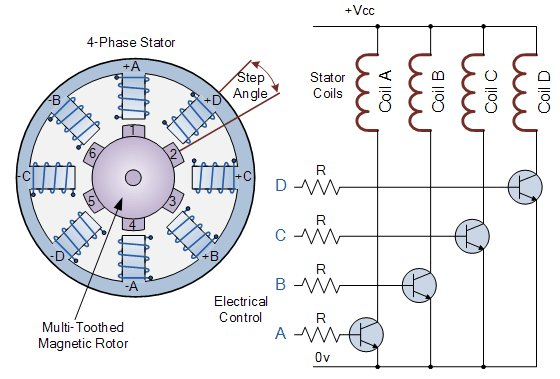 +Vcc
4-Phase Stator
+A
Step
Angle
-B
+D
Stator
Coils
Coil A
Coil B
Coil C
Coil D
1
6
2
-C
+C
5
3
4
D
R
C
R
-D
+B
-A
Electrical
Control
B
R
A
R
Multi-Toothed
Magnetic Rotor
0v